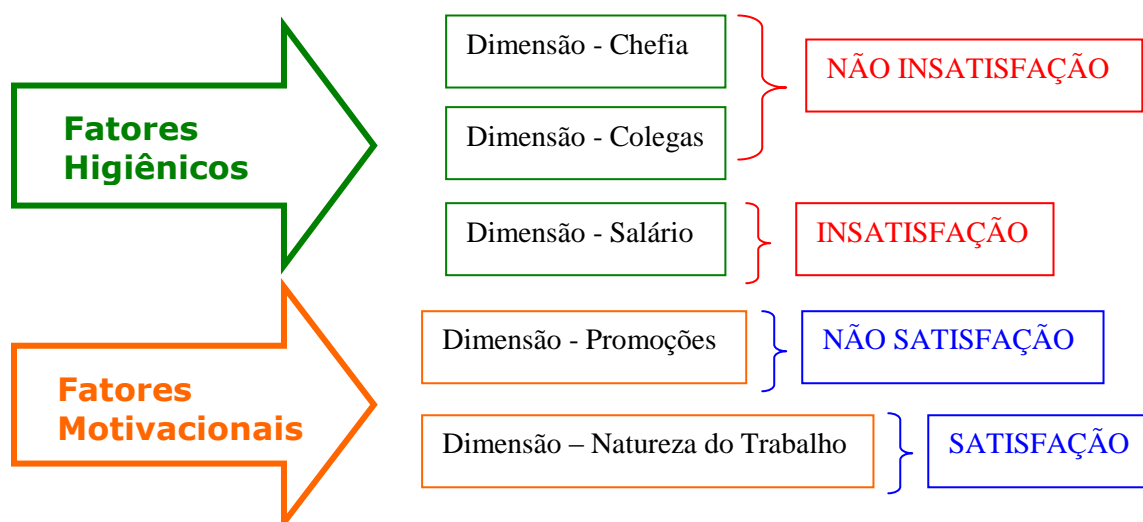 Fatores
Higiênicos
Dimensão - Chefia
Dimensão - Colegas
NÃO INSATISFAÇÃO
Dimensão - Salário
INSATISFAÇÃO
Fatores
Motivacionais
Dimensão - Promoções
NÃO SATISFAÇÃO
Dimensão – Natureza do Trabalho
SATISFAÇÃO